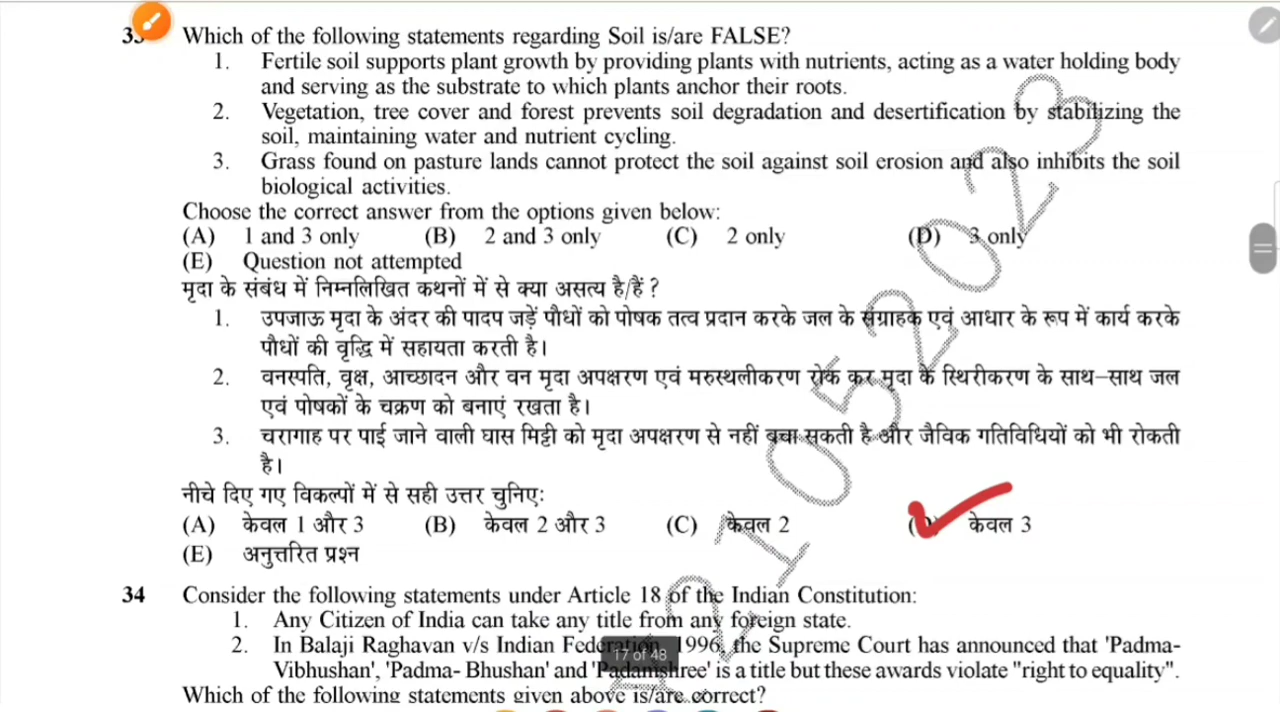 33 Which of the following statements regarding Soil is/are FALSE?
1. Fertile soil supports plant growth by providing plants with nutrients, acting as a water holding body
and serving as the substrate to which plants anchor their roots.
2. Vegetation, tree cover and forest prevents soil degradation and desertification by stabilizing the
soil, maintaining water and nutrient cycling.
3. Grass found on pasture lands cannot protect the soil against soil erosion and also inhibits the soil
biological activities.
Choose the correct answer from the options given below:
(A) 1 and 3 only (B) 2 and 3 only (C) 2 only (D) 3 only
(E) Question not attempted
मृदा के संबंध में निम्नलिखित कथनों में से क्या असत्य है/हैं ?
1. उपजाऊ मृदा के अंदर की पादप जड़ें पौधों को पोषक तत्व प्रदान करके जल के संग्राहक एवं आधार के रूप में कार्य करके
पौधों की वृद्धि में सहायता करती है।
2. वनस्पति, वृक्ष, आच्छादन और वन मृदा अपक्षरण एवं मरुस्थलीकरण रोक कर मृदा के स्थिरीकरण के साथ–साथ जल
एवं पोषकों के चक्रण को बनाएं रखता है।
3. चरागाह पर पाई जाने वाली घास मिट्टी को मृदा अपक्षरण से नहीं बचा सकती है और जैविक गतिविधियों को भी रोकती
है।
नीचे दिए गए विकल्पों में से सही उत्तर चुनिए:
(A) केवल 1 और 3 (B) केवल 2 और 3 (C) केवल 2 (D) केवल 3
(E) अनुत्तरित प्रश्न
34 Consider the following statements under Article 18 of the Indian Constitution:
1. Any Citizen of India can take any title from any foreign state.
2. In Balaji Raghavan v/s Indian Federation, 1996, the Supreme Court has announced that 'Padma-
Vibhushan', 'Padma- Bhushan' and 'Padamshree' is a title but these awards violate "right to equality".
17 of 48
Which of the following statements given above is/are correct?